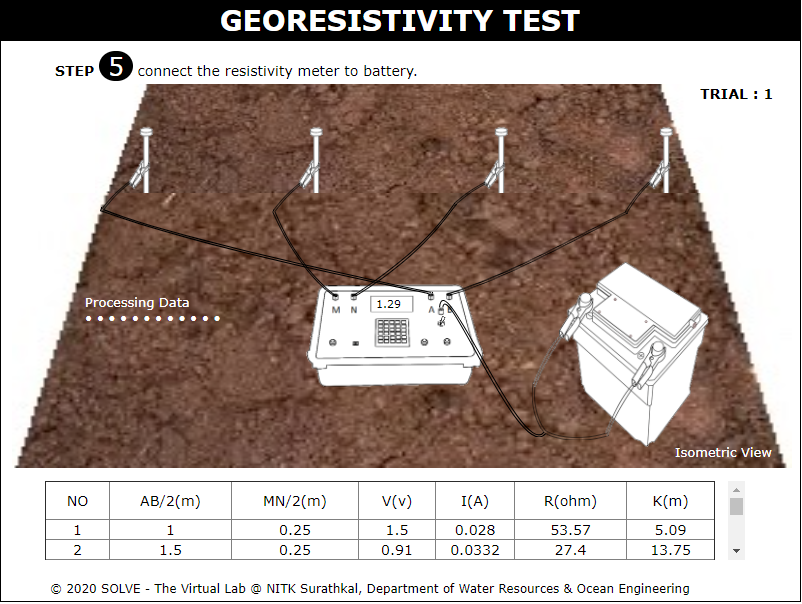 GEORESISTIVITY TEST
STEP 5 connect the resistivity meter to battery.
TRIAL : 1
Processing Data
1.29
M N A B
Isometric View
NO AB/2(m) MN/2(m) V(v) I(A) R(ohm) K(m)
1 1 0.25 1.5 0.028 53.57 5.09
2 1.5 0.25 0.91 0.0332 27.4 13.75
© 2020 SOLVE - The Virtual Lab @ NITK Surathkal, Department of Water Resources & Ocean Engineering